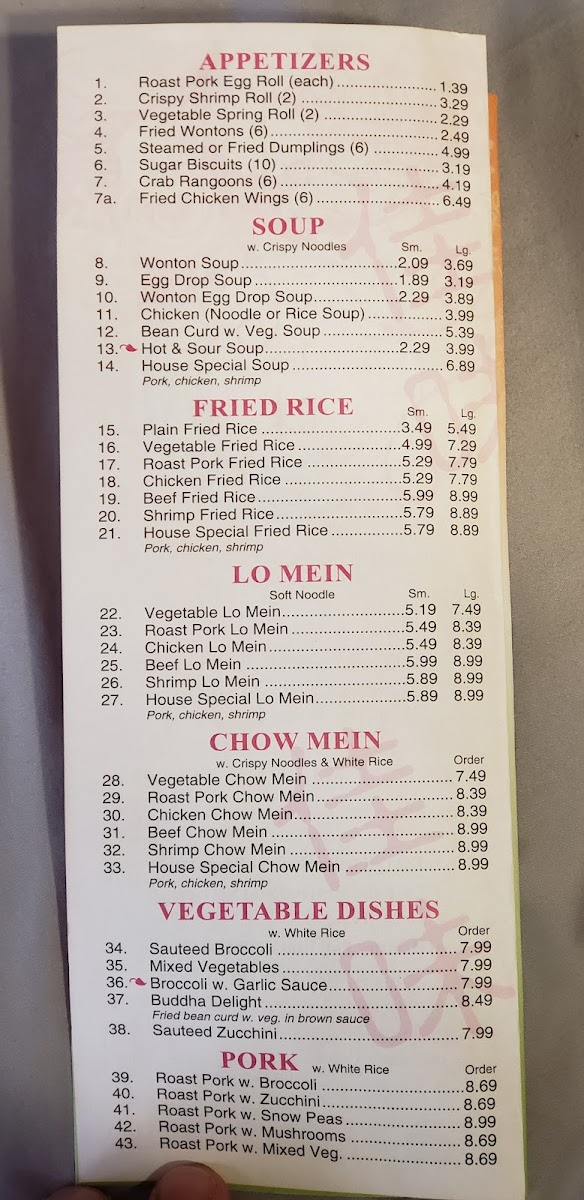 APPETIZERS
1. Roast Pork Egg Roll (each) 1.39
2. Crispy Shrimp Roll (2) 3.29
3. Vegetable Spring Roll (2) 2.29
4. Fried Wontons (6) 2.49
5. Steamed or Fried Dumplings (6) 4.99
6. Sugar Biscuits (10) 3.19
7. Crab Rangoons (6) 4.19
7a. Fried Chicken Wings (6) 6.49
SOUP
w. Crispy Noodles Sm. Lg.
8. Wonton Soup 2.09 3.69
9. Egg Drop Soup 1.89 3.19
10. Wonton Egg Drop Soup 2.29 3.89
11. Chicken (Noodle or Rice Soup) 3.99
12. Bean Curd w. Veg. Soup 5.39
13. Hot & Sour Soup 2.29 3.99
14. House Special Soup 6.89
Pork, chicken, shrimp
FRIED RICE Sm. Lg.
15. Plain Fried Rice 3.49 5.49
16. Vegetable Fried Rice 4.99 7.29
17. Roast Pork Fried Rice 5.29 7.79
18. Chicken Fried Rice 5.29 7.79
19. Beef Fried Rice 5.99 8.99
20. Shrimp Fried Rice 5.79 8.89
21. House Special Fried Rice 5.79 8.89
Pork, chicken, shrimp
LO MEIN
Soft Noodle Sm. Lg.
22. Vegetable Lo Mein 5.19 7.49
23. Roast Pork Lo Mein 5.49 8.39
24. Chicken Lo Mein 5.49 8.39
25. Beef Lo Mein 5.99 8.99
26. Shrimp Lo Mein 5.89 8.99
27. House Special Lo Mein 5.89 8.99
Pork, chicken, shrimp
CHOW MEIN
w. Crispy Noodles & White Rice Order
28. Vegetable Chow Mein 7.49
29. Roast Pork Chow Mein 8.39
30. Chicken Chow Mein 8.39
31. Beef Chow Mein 8.99
32. Shrimp Chow Mein 8.99
33. House Special Chow Mein 8.99
Pork, chicken, shrimp
VEGETABLE DISHES
w. White Rice Order
34. Sauteed Broccoli 7.99
35. Mixed Vegetables 7.99
36. Broccoli w. Garlic Sauce 7.99
37. Buddha Delight 8.49
Fried bean curd w. veg. in brown sauce
38. Sauteed Zucchini 7.99
PORK w. White Rice Order
39. Roast Pork w. Broccoli 8.69
40. Roast Pork w. Zucchini 8.69
41. Roast Pork w. Snow Peas 8.99
42. Roast Pork w. Mushrooms 8.69
43. Roast Pork w. Mixed Veg. 8.69
佳
味
佳
味